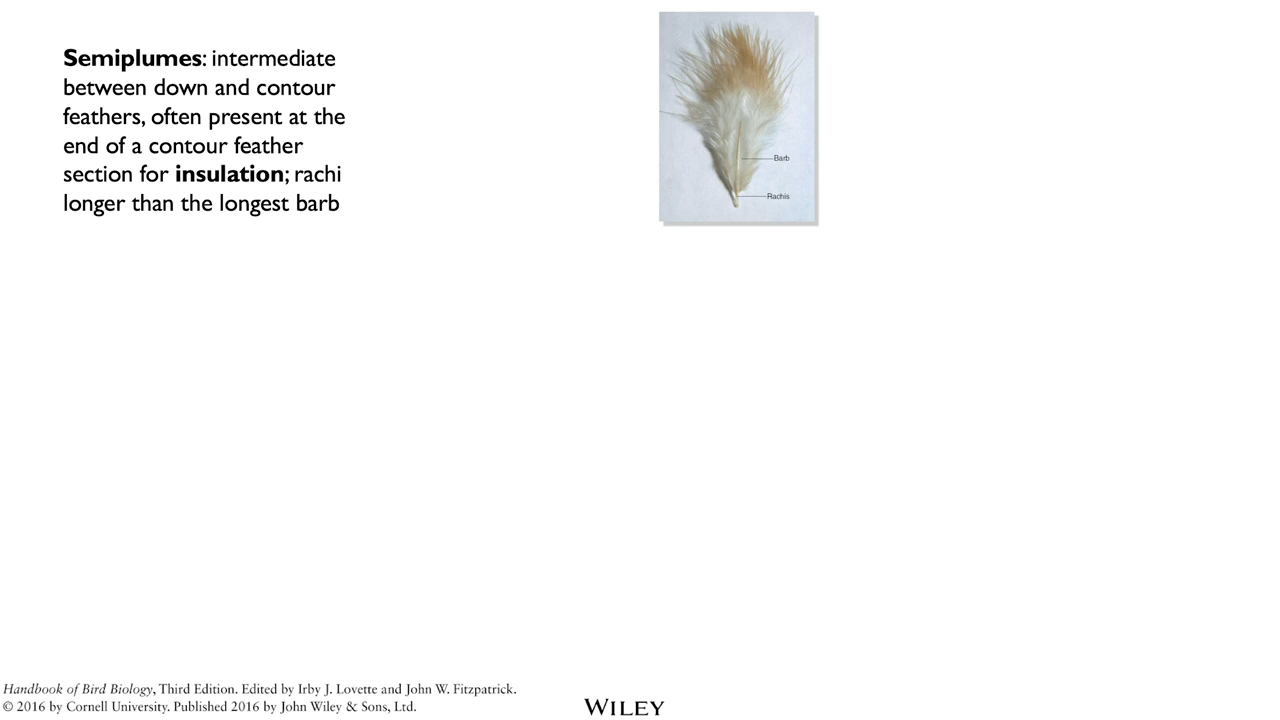 Semiplumes: intermediate
between down and contour
feathers, often present at the
end of a contour feather
section for insulation; rachi
longer than the longest barb
Barb
Rachis
Handbook of Bird Biology, Third Edition. Edited by Irby J. Lovette and John W. Fitzpatrick.
© 2016 by Cornell University. Published 2016 by John Wiley & Sons, Ltd.
WILEY